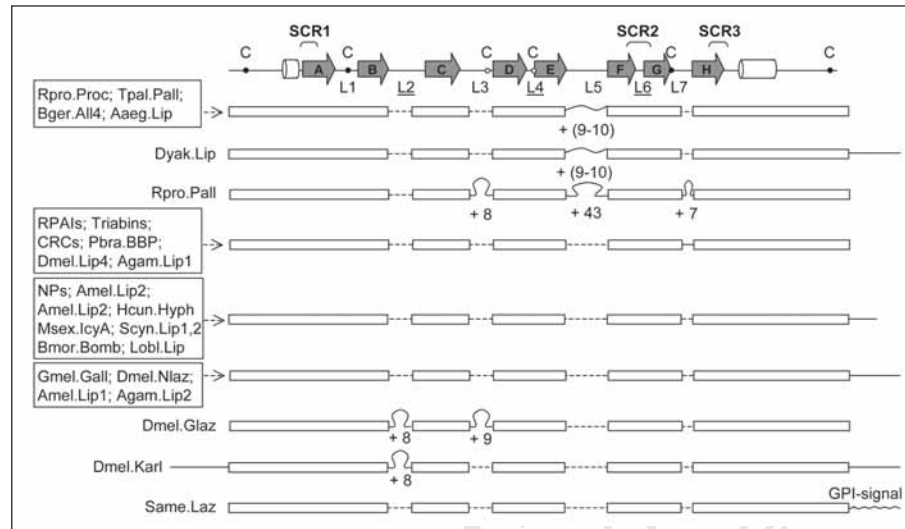 SCR1 SCR2 SCR3
C C C C C C
A B C D E F G H
L1 L2 L3 L4 L5 L6 L7
Rpro.Proc; Tpal.Pall;
Bger.All4; Aaeg.Lip
+ (9-10)
Dyak.Lip
+ (9-10)
Rpro.Pall
+ 8 + 43 + 7
RPAIs; Triabins;
CRCs; Pbra.BBP;
Dmel.Lip4; Agam.Lip1
NPs; Amel.Lip2;
Amel.Lip2; Hcun.Hyph
Msex.IcyA; Scyn.Lip1,2
Bmor.Bomb; Lobl.Lip
Gmel.Gall; Dmel.Nlaz;
Amel.Lip1; Agam.Lip2
Dmel.Glaz
+ 8 + 9
Dmel.Karl
+ 8
GPI-signal
Same.Laz